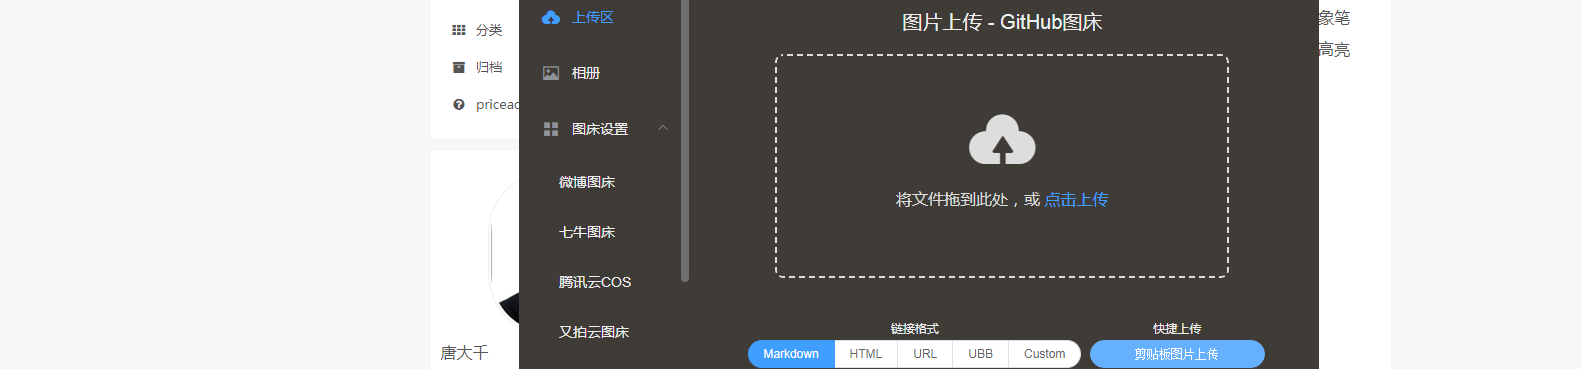 分类
归档
priceac
唐大千
上传区
相册
图床设置
微博图床
七牛图床
腾讯云COS
又拍云图床
图片上传 - GitHub图床
将文件拖到此处，或 点击上传
链接格式
Markdown HTML URL UBB Custom
快捷上传
剪贴板图片上传
象笔
高亮